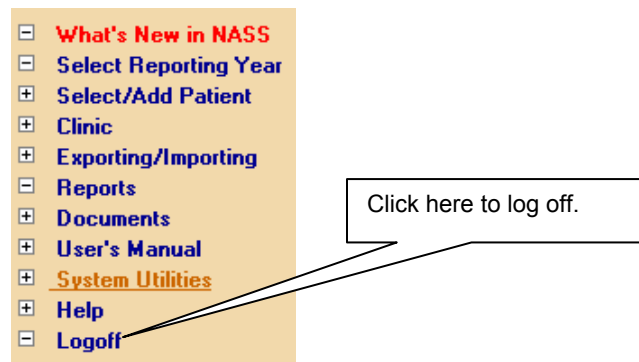 What's New in NASS
Select Reporting Year
Select/Add Patient
Clinic
Exporting/Importing
Reports
Documents
User's Manual
System Utilities
Help
Logoff
Click here to log off.